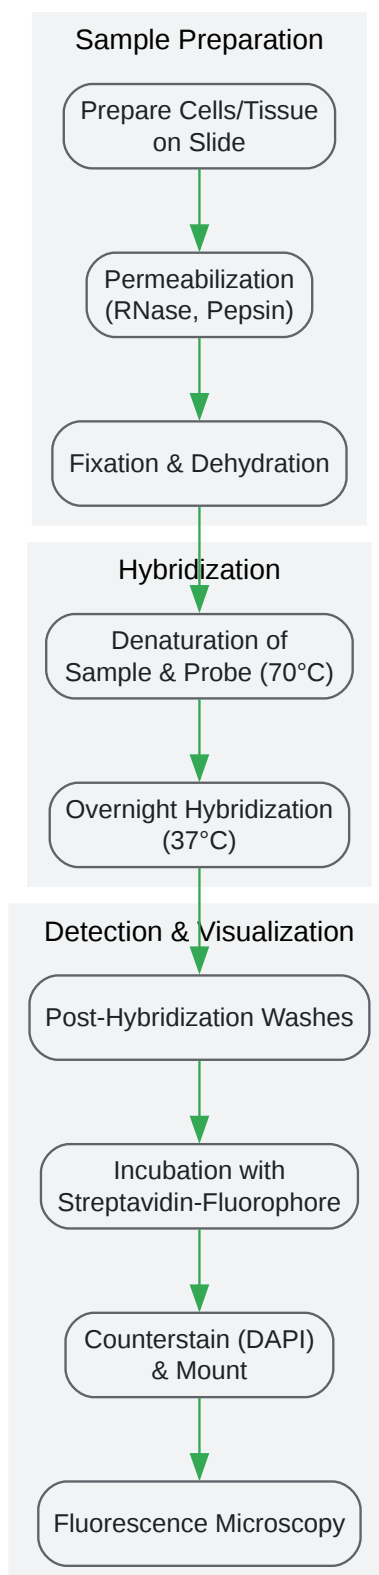 Sample Preparation
Prepare Cells/Tissue
on Slide
Permeabilization
(RNase, Pepsin)
Fixation & Dehydration
Hybridization
Denaturation of
Sample & Probe (70°C)
Overnight Hybridization
(37°C)
Detection & Visualization
Post-Hybridization Washes
Incubation with
Streptavidin-Fluorophore
Counterstain (DAPI)
& Mount
Fluorescence Microscopy